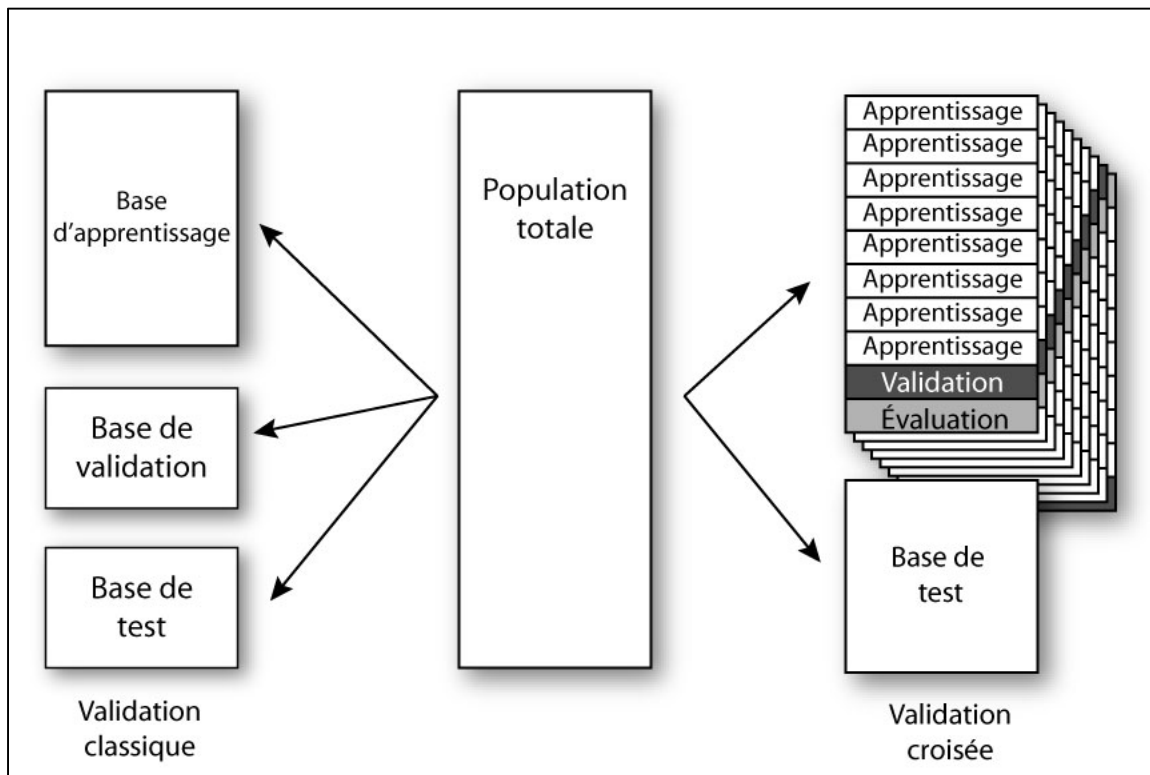 Base
d'apprentissage
Base de
validation
Base de
test
Validation
classique
Population
totale
Apprentissage
Apprentissage
Apprentissage
Apprentissage
Apprentissage
Apprentissage
Apprentissage
Apprentissage
Validation
Évaluation
Base de
test
Validation
croisée